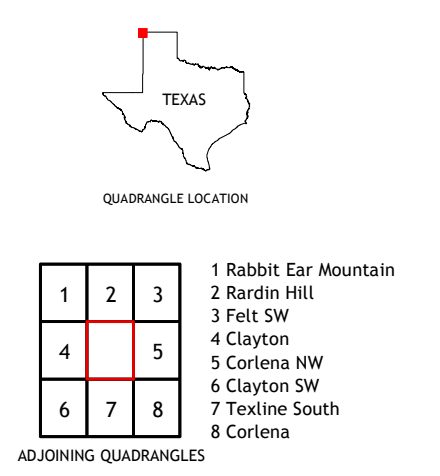 TEXAS
QUADRANGLE LOCATION
1 2 3
4 5
6 7 8
1 Rabbit Ear Mountain
2 Rardin Hill
3 Felt SW
4 Clayton
5 Corlena NW
6 Clayton SW
7 Texline South
8 Corlena
ADJOINING QUADRANGLES